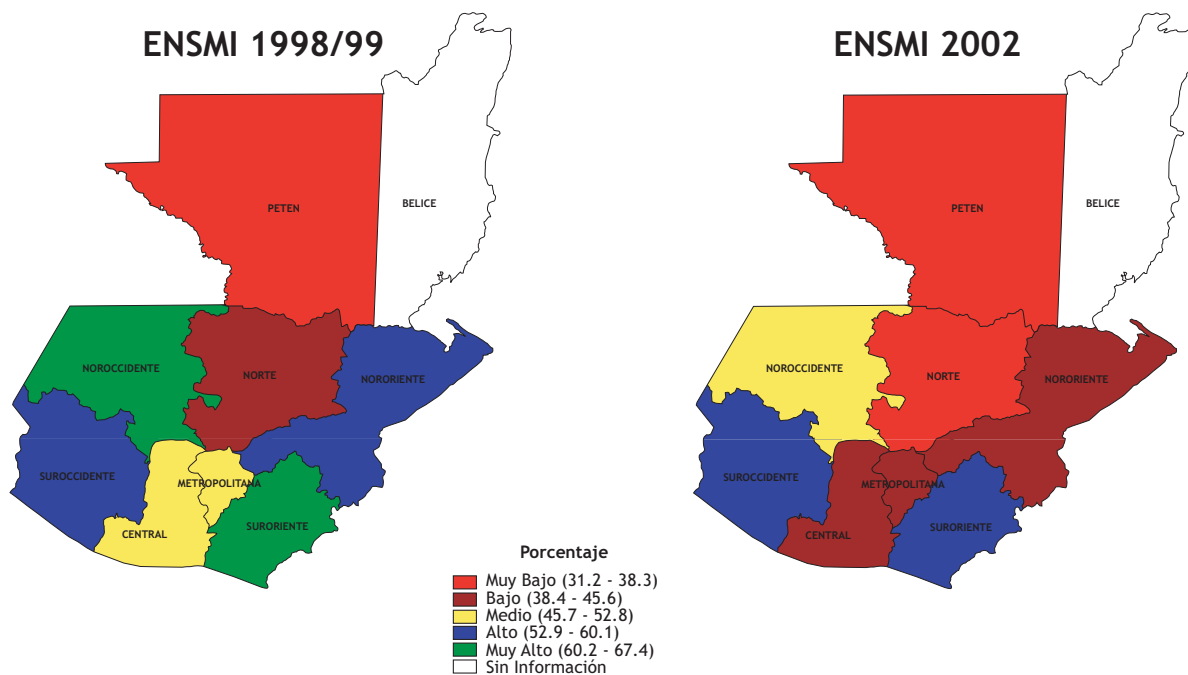 ENSMI 1998/99
PETEN
BELICE
NOROCCIDENTE
NORTE
NORORIENTE
SUROCCIDENTE
METROPOLITANA
CENTRAL
SURORIENTE
ENSMI 2002
PETEN
BELICE
NOROCCIDENTE
NORTE
NORORIENTE
SUROCCIDENTE
METROPOLITANA
CENTRAL
SURORIENTE
Porcentaje
Muy Bajo (31.2 - 38.3)
Bajo (38.4 - 45.6)
Medio (45.7 - 52.8)
Alto (52.9 - 60.1)
Muy Alto (60.2 - 67.4)
Sin Información